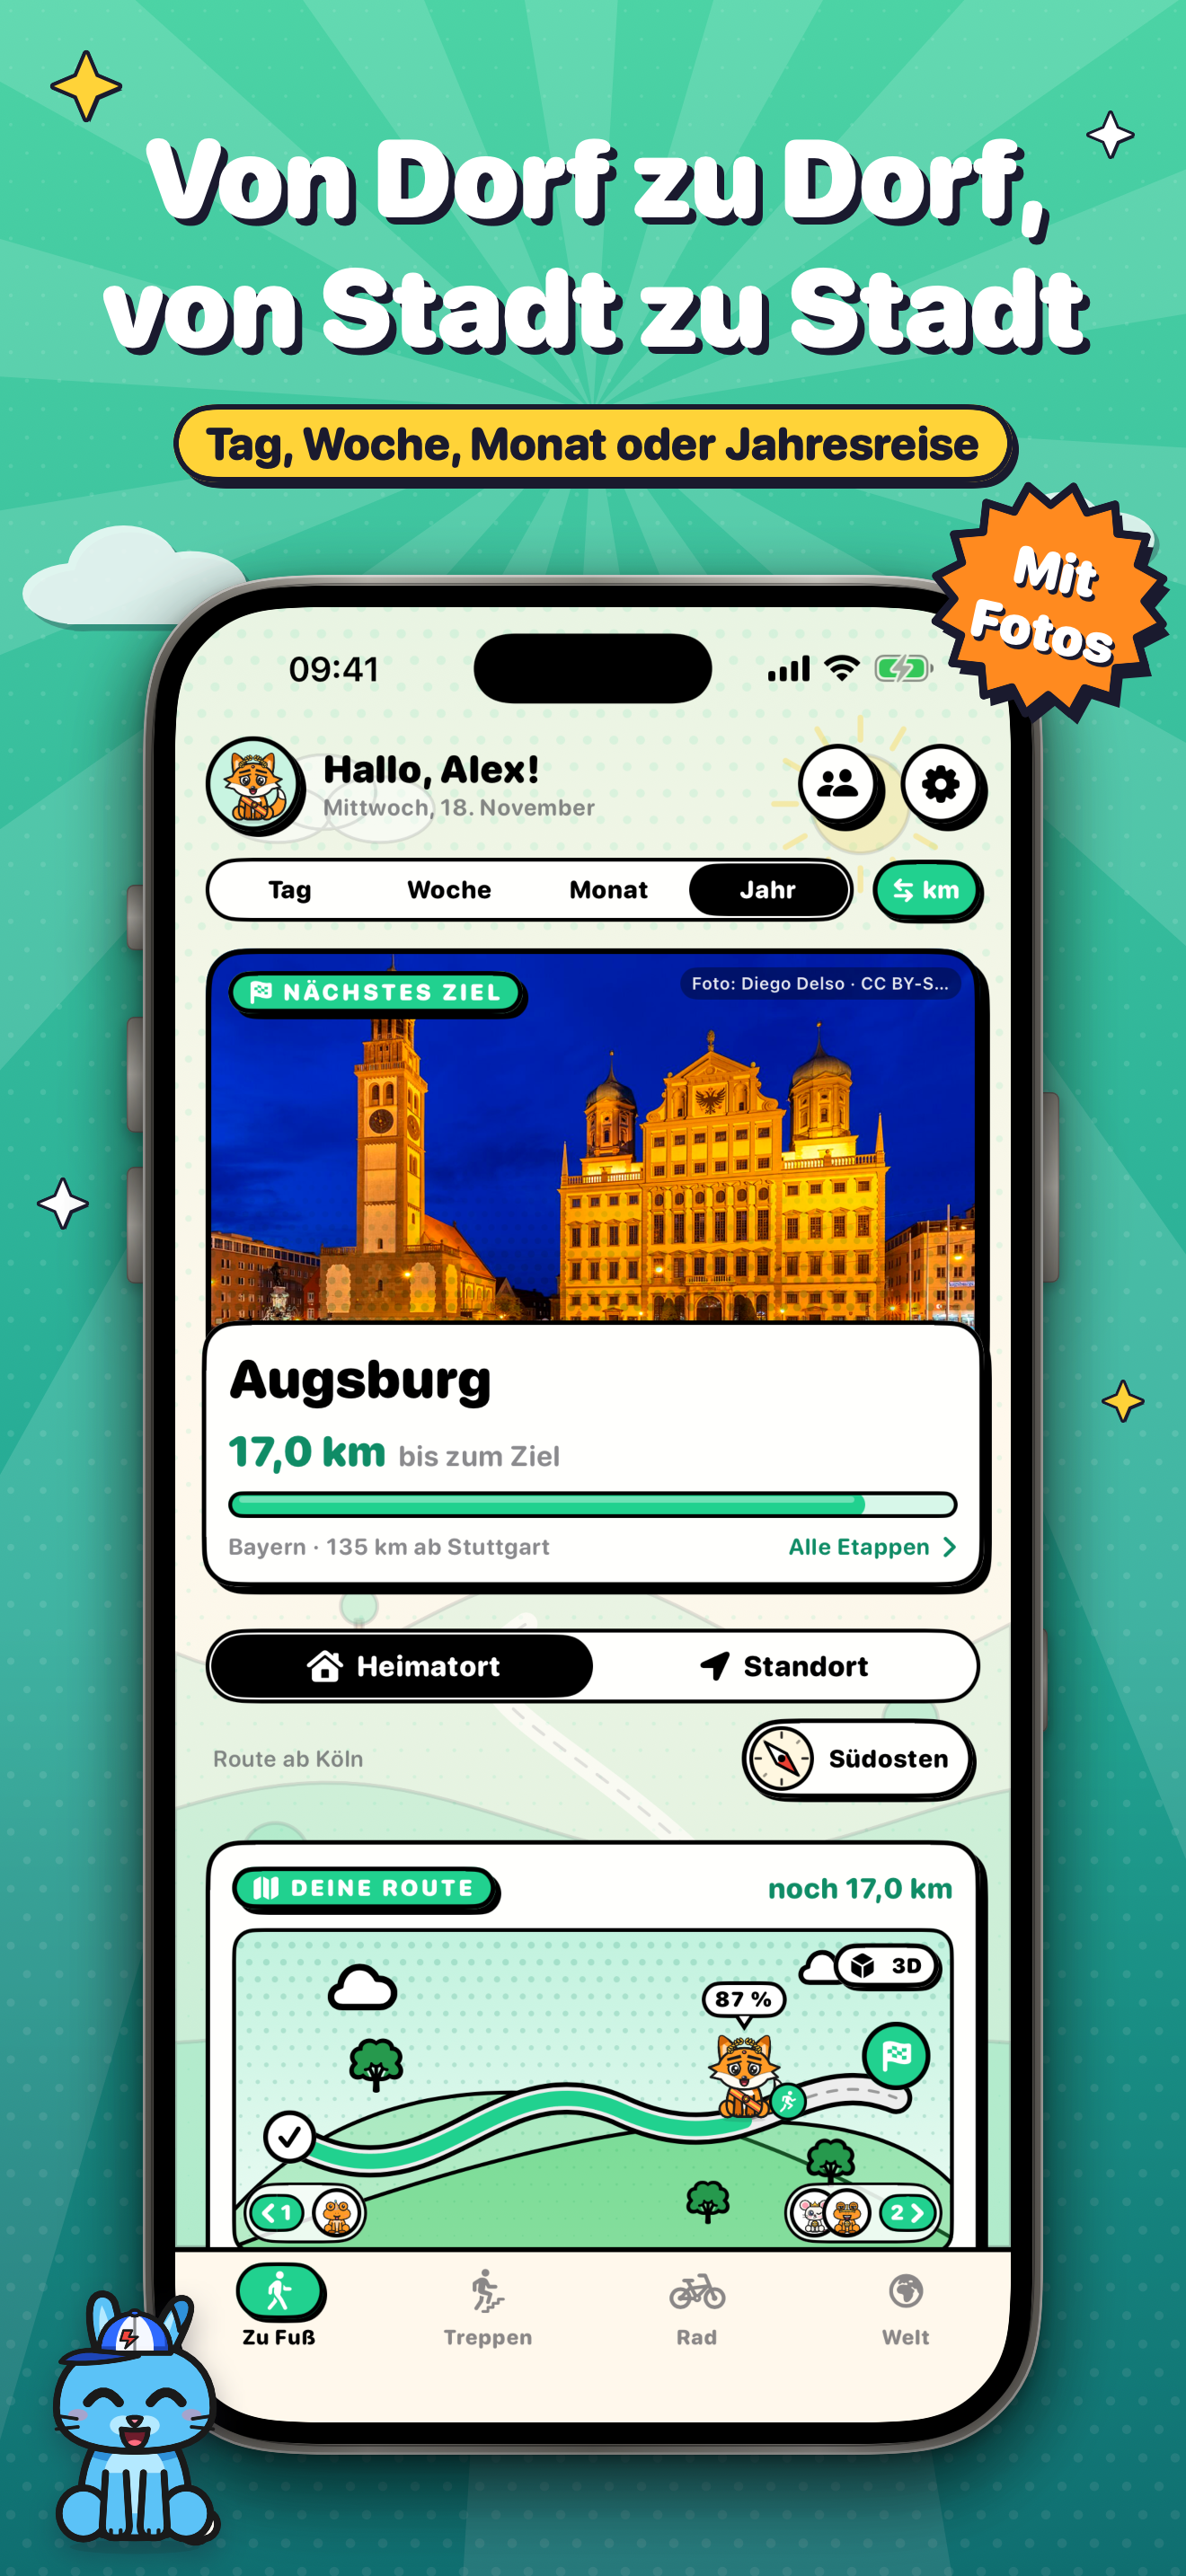 Von Dorf zu Dorf,
von Stadt zu Stadt
Tag, Woche, Monat oder Jahresreise
Mit
Fotos
09:41
Hallo, Alex!
Mittwoch, 18. November
Tag Woche Monat Jahr km
NÄCHSTES ZIEL
Foto: Diego Delso · CC BY-S...
Augsburg
17,0 km bis zum Ziel
Bayern · 135 km ab Stuttgart
Alle Etappen
Heimatort Standort
Route ab Köln
Südosten
DEINE ROUTE
noch 17,0 km
3D
87 %
1
2
Zu Fuß Treppen Rad Welt